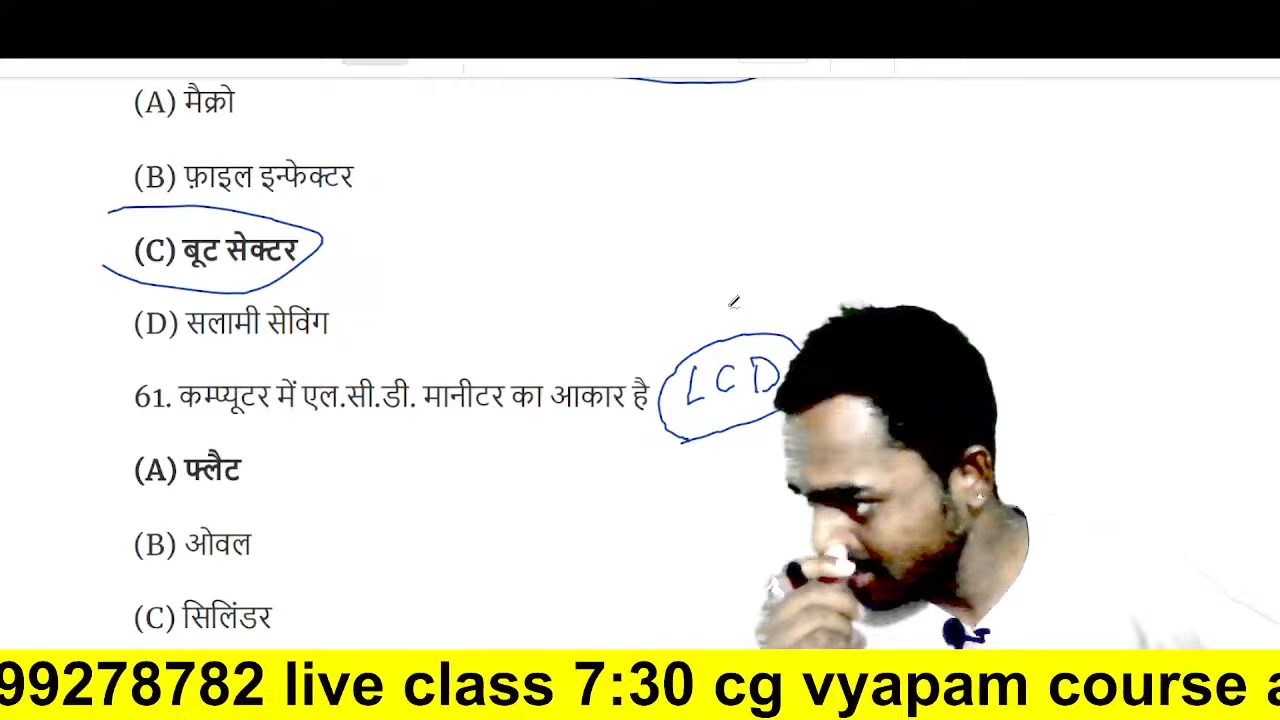 (A) मैक्रो
(B) फ़ाइल इन्फेक्टर
(C) बूट सेक्टर
(D) सलामी सेविंग
61. कम्प्यूटर में एल.सी.डी. मानीटर का आकार है LCD
(A) फ्लैट
(B) ओवल
(C) सिलिंडर
99278782 live class 7:30 cg vyapam course a